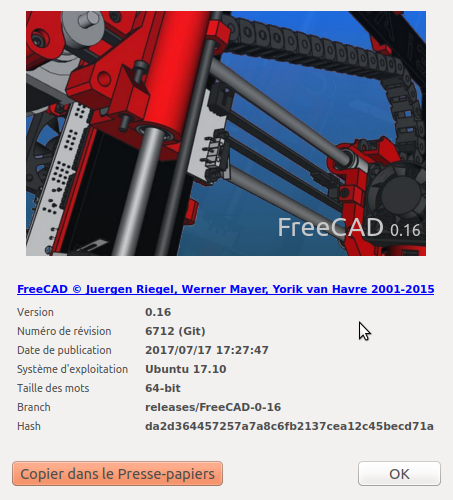 FreeCAD 0.16
FreeCAD © Juergen Riegel, Werner Mayer, Yorik van Havre 2001-2015
Version 0.16
Numéro de révision 6712 (Git)
Date de publication 2017/07/17 17:27:47
Système d'exploitation Ubuntu 17.10
Taille des mots 64-bit
Branch releases/FreeCAD-0-16
Hash da2d364457257a7a8c6fb2137cea12c45becd71a
Copier dans le Presse-papiers OK